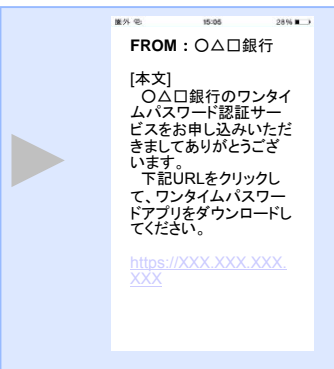 圏外 15:05 28%
FROM：〇△□銀行
[本文]
〇△□銀行のワンタイ
ムパスワード認証サー
ビスをお申し込みいただ
きましてありがとうござ
います。
下記URLをクリックし
て、ワンタイムパスワー
ドアプリをダウンロードし
てください。
https://XXX.XXX.XXX.
XXX